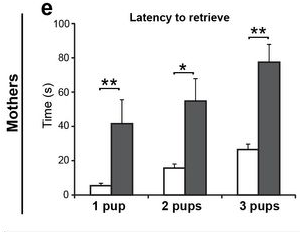 e
Latency to retrieve
Mothers
Time (s)
100
80
60
40
20
0
**
*
**
1 pup
2 pups
3 pups